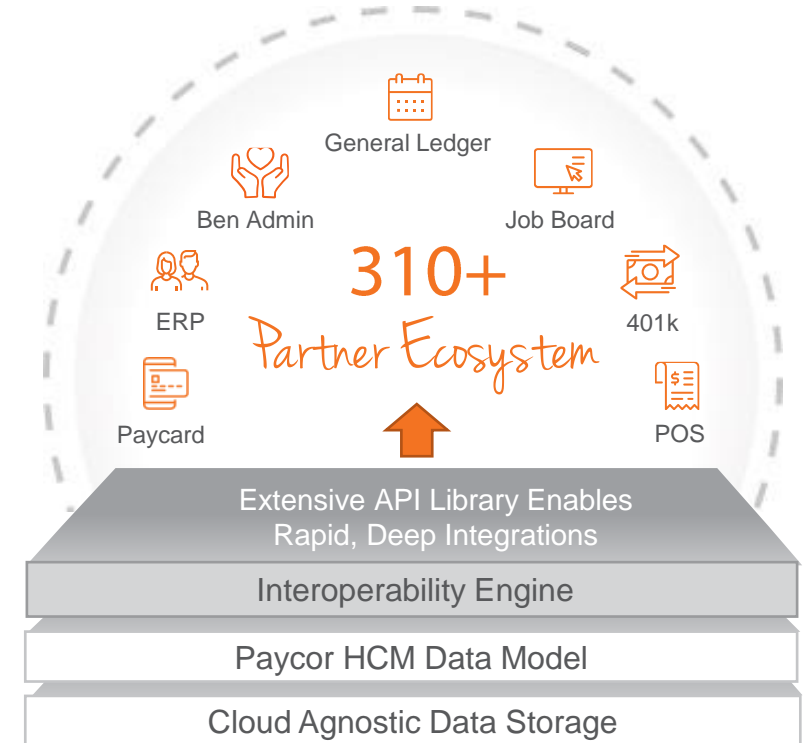 General Ledger
Ben Admin
Job Board
310+
ERP
Partner Ecosystem
401k
Paycard
POS
Extensive API Library Enables
Rapid, Deep Integrations
Interoperability Engine
Paycor HCM Data Model
Cloud Agnostic Data Storage